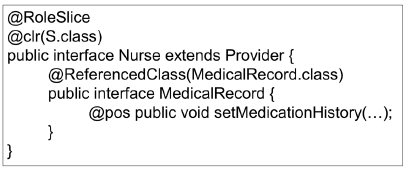 @RoleSlice
@clr(S.class)
public interface Nurse extends Provider {
@ReferencedClass(MedicalRecord.class)
public interface MedicalRecord {
@pos public void setMedicationHistory(…);
}
}